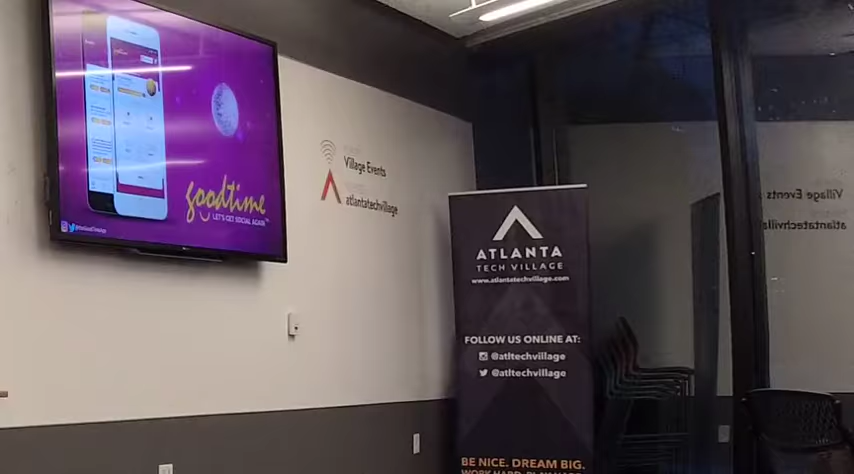 goodtime
LET'S GET SOCIAL AGAIN
Village Events
atlantatechvillage
ATLANTA
TECH VILLAGE
www.atlantatechvillage.com
FOLLOW US ONLINE AT:
@atltechvillage
@atltechvillage
BE NICE. DREAM BIG.
Village Events
atlantatechvillage